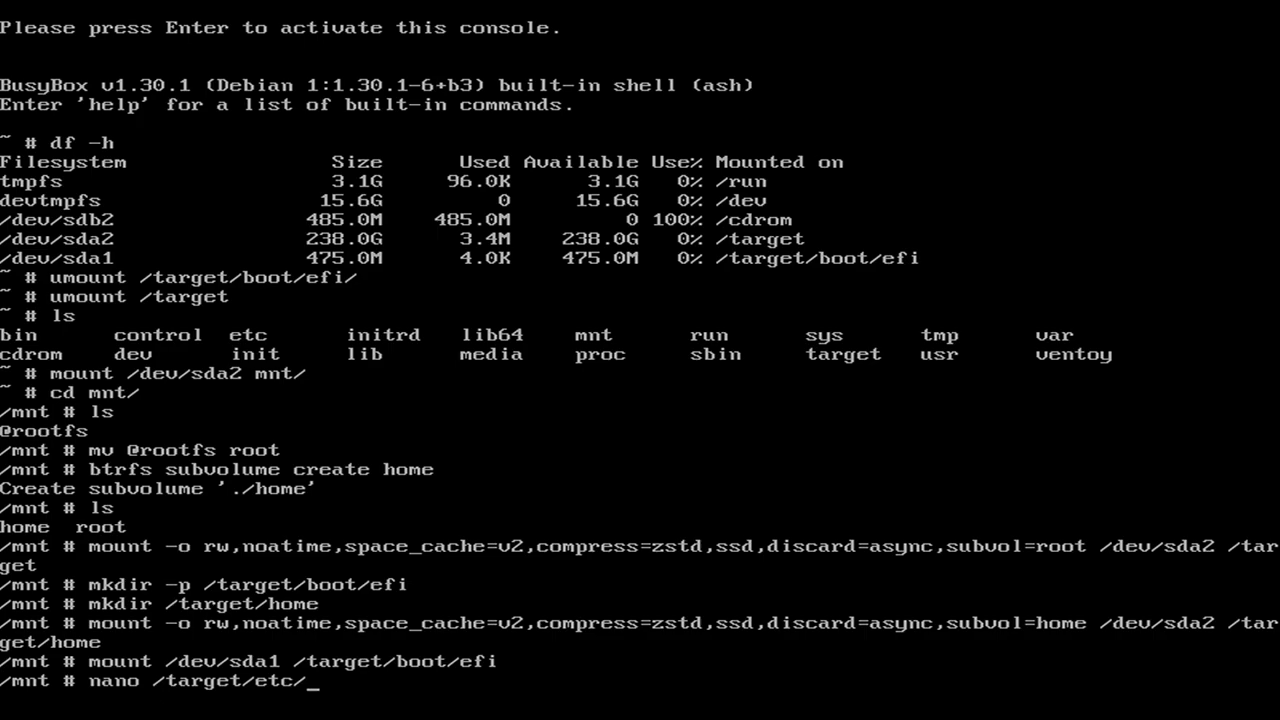 Please press Enter to activate this console.
BusyBox v1.30.1 (Debian 1:1.30.1-6+b3) built-in shell (ash)
Enter 'help' for a list of built-in commands.
~ # df -h
Filesystem                Size      Used Available Use% Mounted on
tmpfs                     3.1G     96.0K      3.1G   0% /run
devtmpfs                 15.6G         0     15.6G   0% /dev
/dev/sdb2               485.0M    485.0M         0 100% /cdrom
/dev/sda2               238.0G      3.4M    238.0G   0% /target
/dev/sda1               475.0M      4.0K    475.0M   0% /target/boot/efi
~ # umount /target/boot/efi/
~ # umount /target
~ # ls
bin      control  etc      initrd   lib64    mnt      run      sys      tmp      var
cdrom    dev      init     lib      media    proc     sbin     target   usr      ventoy
~ # mount /dev/sda2 mnt/
~ # cd mnt/
/mnt # ls
@rootfs
/mnt # mv @rootfs root
/mnt # btrfs subvolume create home
Create subvolume './home'
/mnt # ls
home  root
/mnt # mount -o rw,noatime,space_cache=v2,compress=zstd,ssd,discard=async,subvol=root /dev/sda2 /tar
get
/mnt # mkdir -p /target/boot/efi
/mnt # mkdir /target/home
/mnt # mount -o rw,noatime,space_cache=v2,compress=zstd,ssd,discard=async,subvol=home /dev/sda2 /tar
get/home
/mnt # mount /dev/sda1 /target/boot/efi
/mnt # nano /target/etc/_